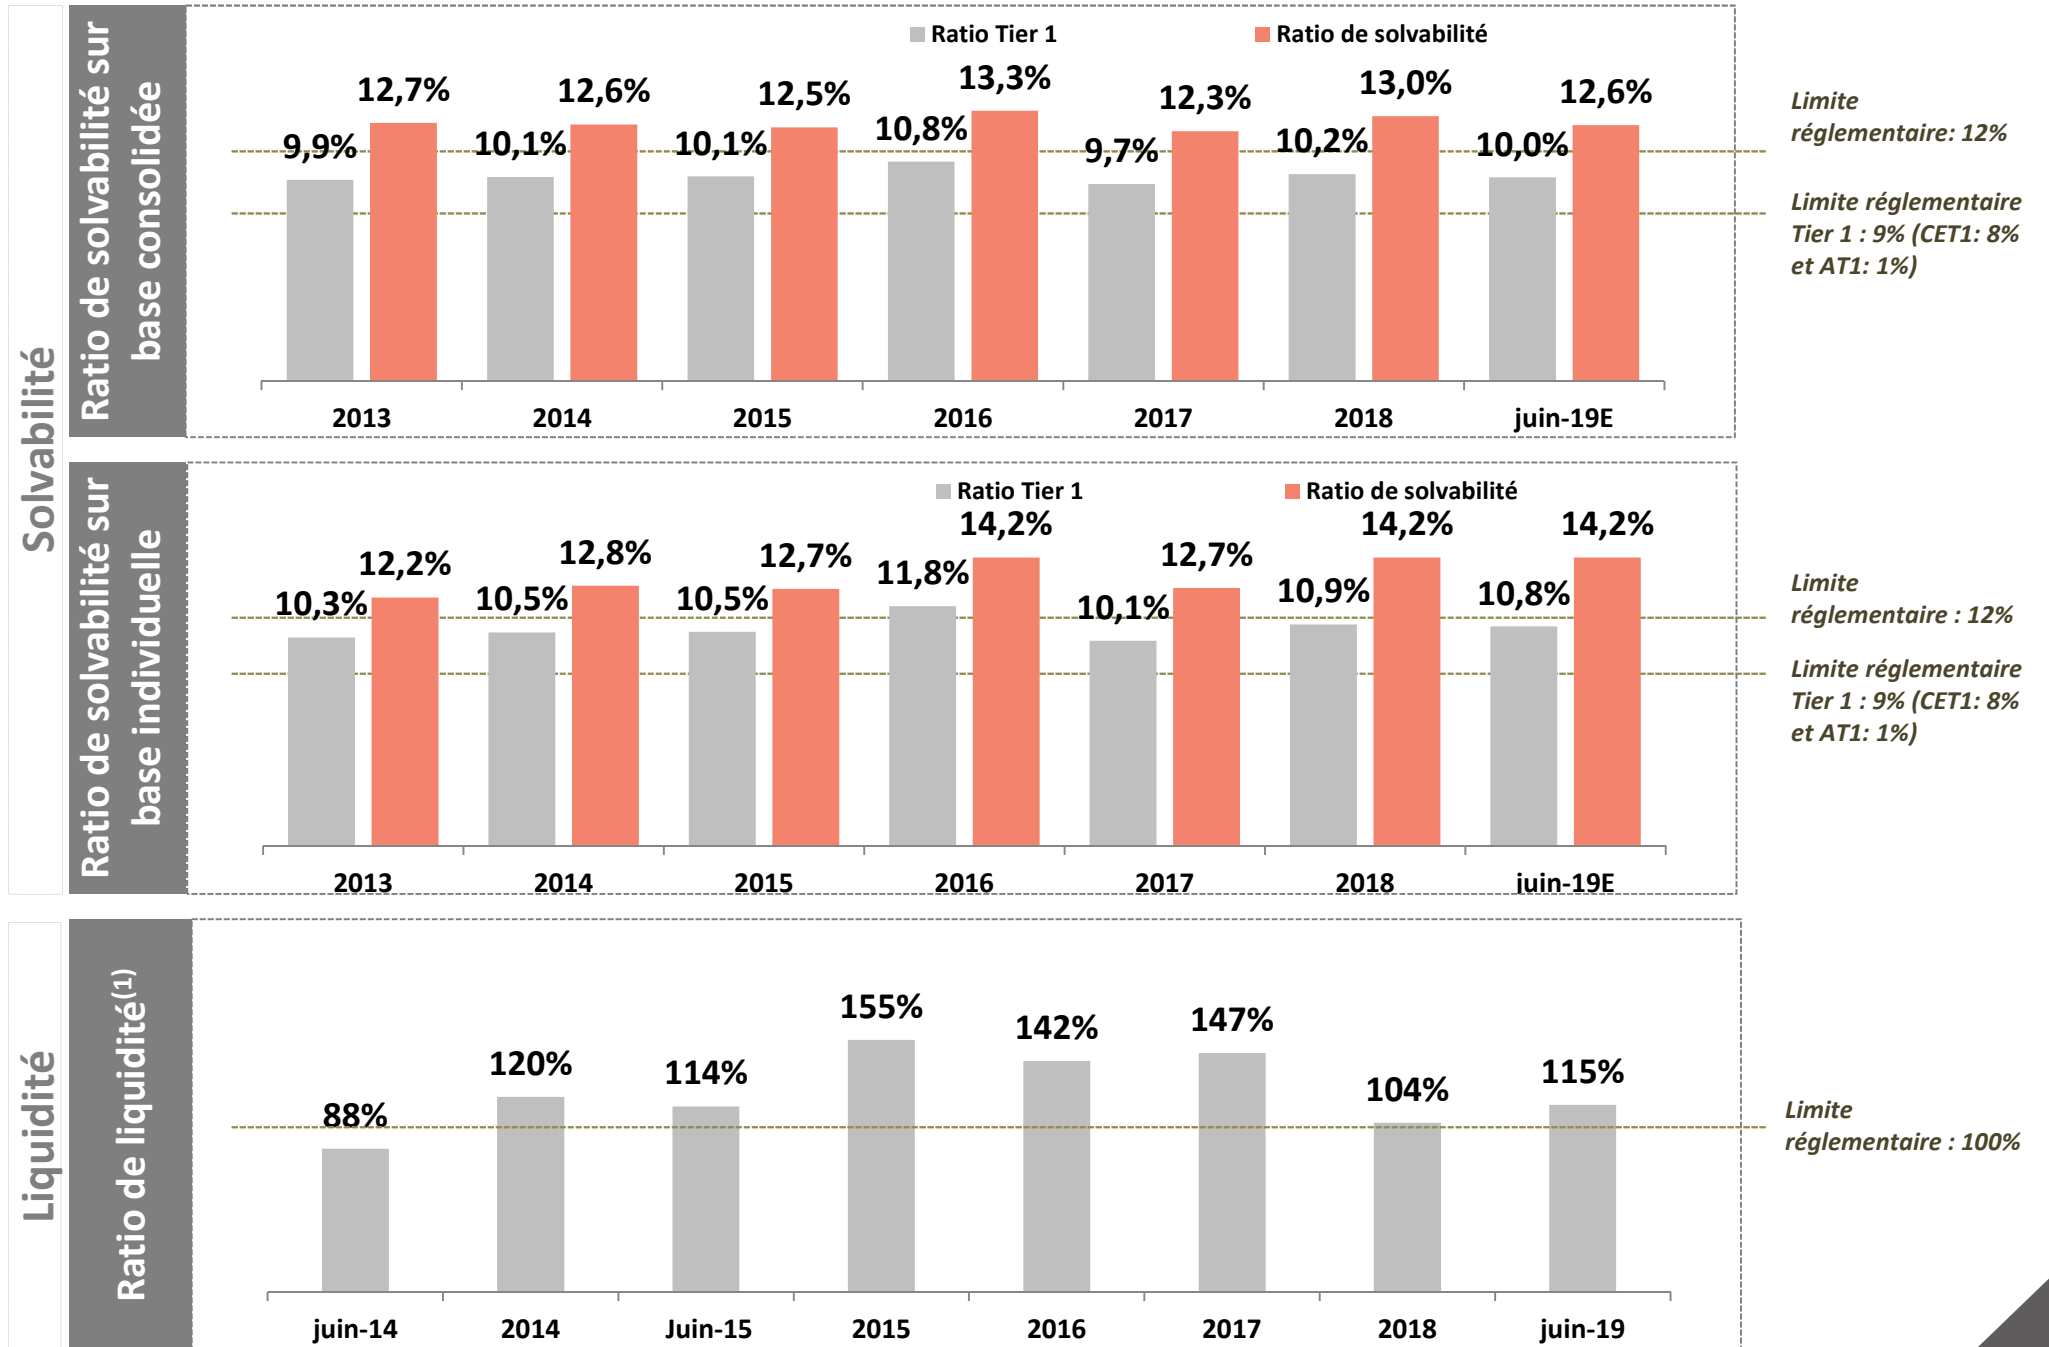 Solvabilité
Ratio de solvabilité sur
base consolidée
Ratio Tier 1
Ratio de solvabilité
9,9%
12,7%
10,1%
12,6%
10,1%
12,5%
10,8%
13,3%
9,7%
12,3%
10,2%
13,0%
10,0%
12,6%
2013
2014
2015
2016
2017
2018
juin-19E
Limite
réglementaire: 12%
Limite réglementaire
Tier 1 : 9% (CET1: 8%
et AT1: 1%)
Ratio de solvabilité sur
base individuelle
Ratio Tier 1
Ratio de solvabilité
10,3%
12,2%
10,5%
12,8%
10,5%
12,7%
11,8%
14,2%
10,1%
12,7%
10,9%
14,2%
10,8%
14,2%
2013
2014
2015
2016
2017
2018
juin-19E
Limite
réglementaire : 12%
Limite réglementaire
Tier 1 : 9% (CET1: 8%
et AT1: 1%)
Liquidité
Ratio de liquidité(1)
88%
120%
114%
155%
142%
147%
104%
115%
juin-14
2014
Juin-15
2015
2016
2017
2018
juin-19
Limite
réglementaire : 100%